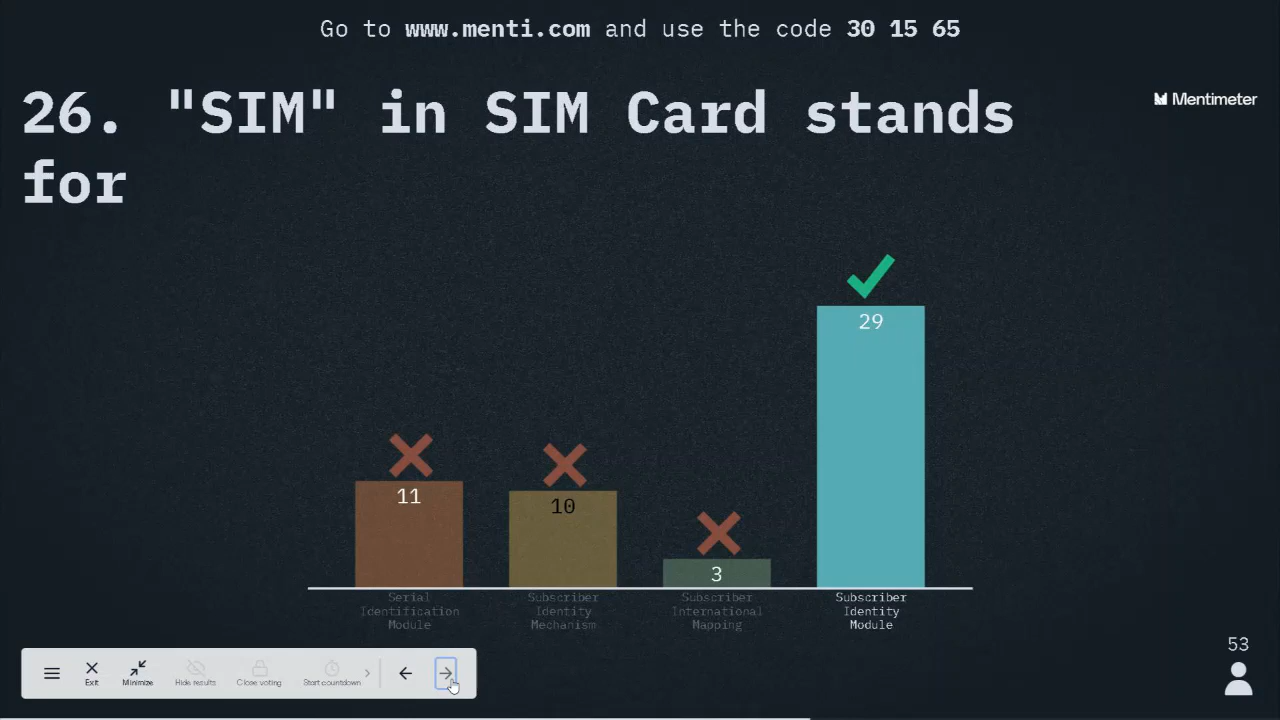 Go to www.menti.com and use the code 30 15 65
26. "SIM" in SIM Card stands
for
Mentimeter
29
11
10
3
Serial
Identification
Module
Subscriber
Identity
Mechanism
Subscriber
International
Mapping
Subscriber
Identity
Module
53
Exit
Minimize
Hide results
Close voting
Start countdown